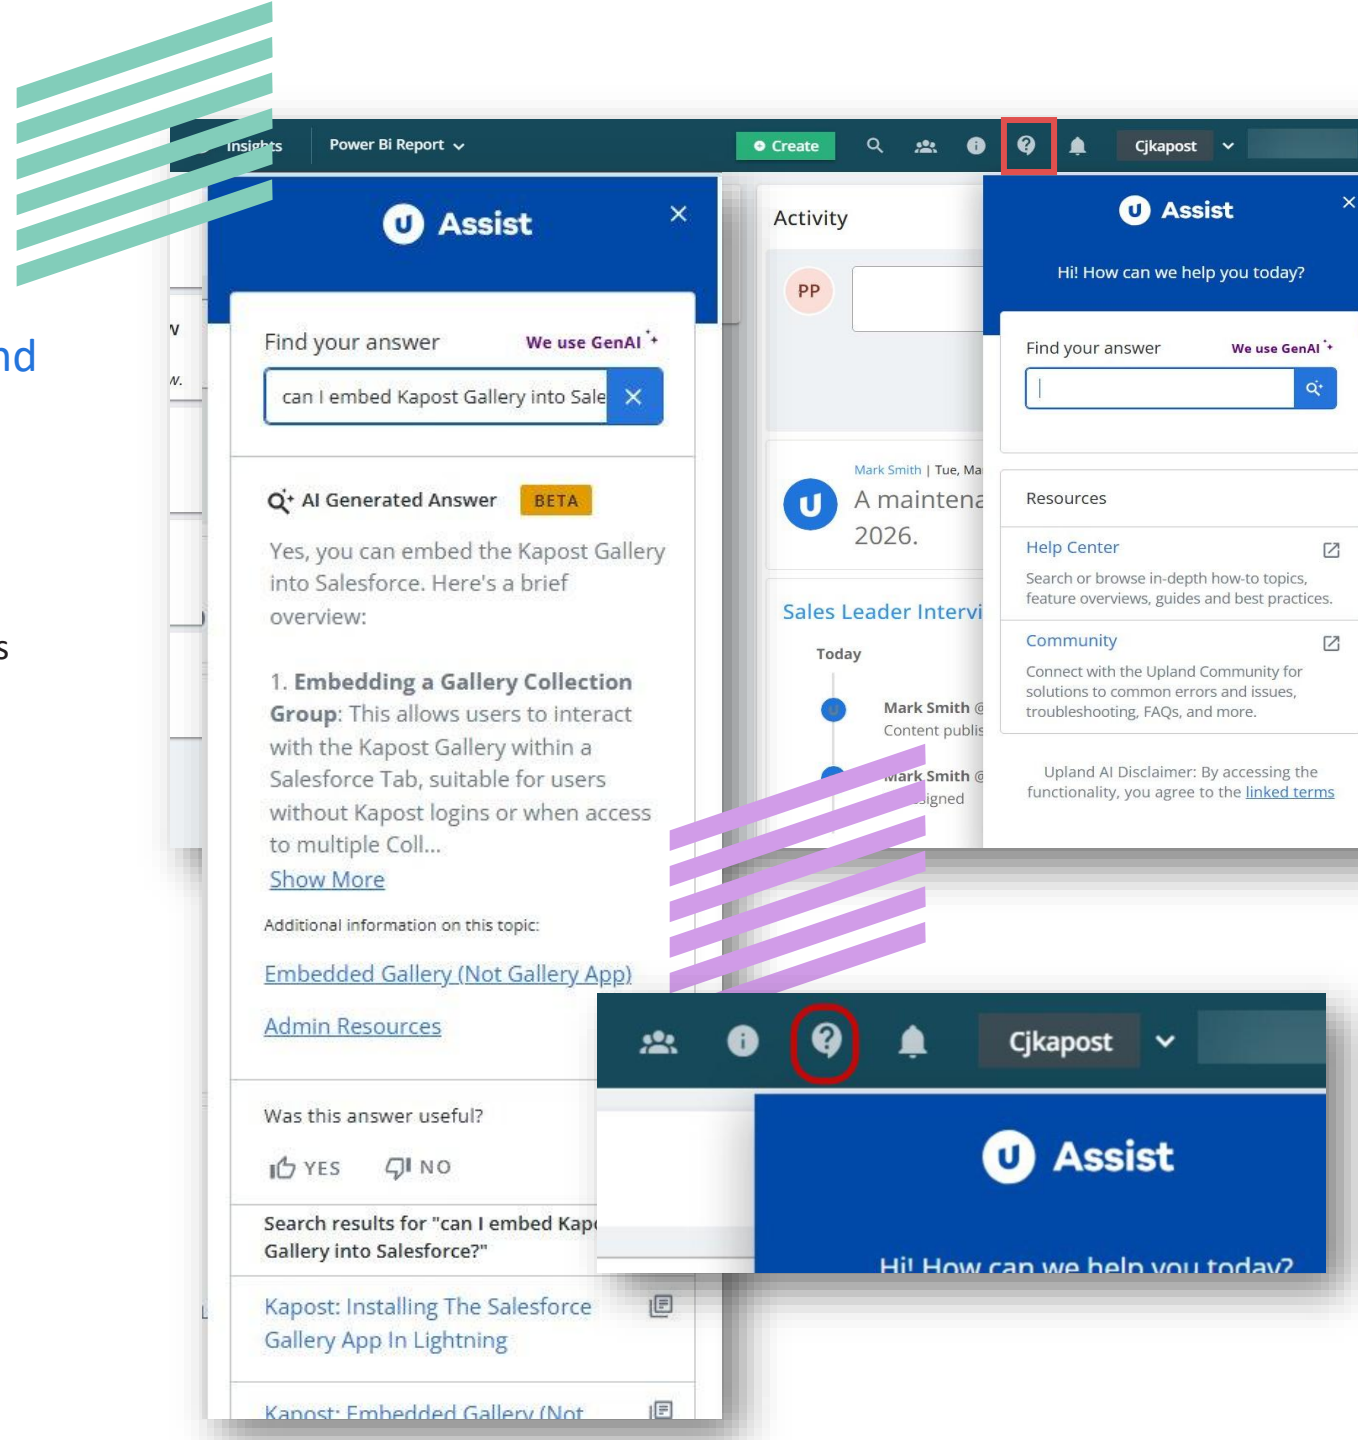 Insights
Power Bi Report
Create
Cjkapost
Assist
Find your answer
We use GenAI
can I embed Kapost Gallery into Sale
AI Generated Answer BETA
Yes, you can embed the Kapost Gallery
into Salesforce. Here's a brief
overview:
1. Embedding a Gallery Collection
Group: This allows users to interact
with the Kapost Gallery within a
Salesforce Tab, suitable for users
without Kapost logins or when access
to multiple Coll...
Show More
Additional information on this topic:
Embedded Gallery (Not Gallery App)
Admin Resources
Was this answer useful?
YES NO
Search results for "can I embed Kapo
Gallery into Salesforce?"
Kapost: Installing The Salesforce
Gallery App In Lightning
Kapost: Embedded Gallery (Not
nd
w.
s
Activity
PP
Mark Smith | Tue, Ma
A maintena
2026.
Sales Leader Intervi
Today
Mark Smith @
Content publis
Mark Smith @
signed
Assist
Hi! How can we help you today?
Find your answer
We use GenAI
Resources
Help Center
Search or browse in-depth how-to topics,
feature overviews, guides and best practices.
Community
Connect with the Upland Community for
solutions to common errors and issues,
troubleshooting, FAQs, and more.
Upland AI Disclaimer: By accessing the
functionality, you agree to the linked terms
Cjkapost
Assist
Hi! How can we help you today?